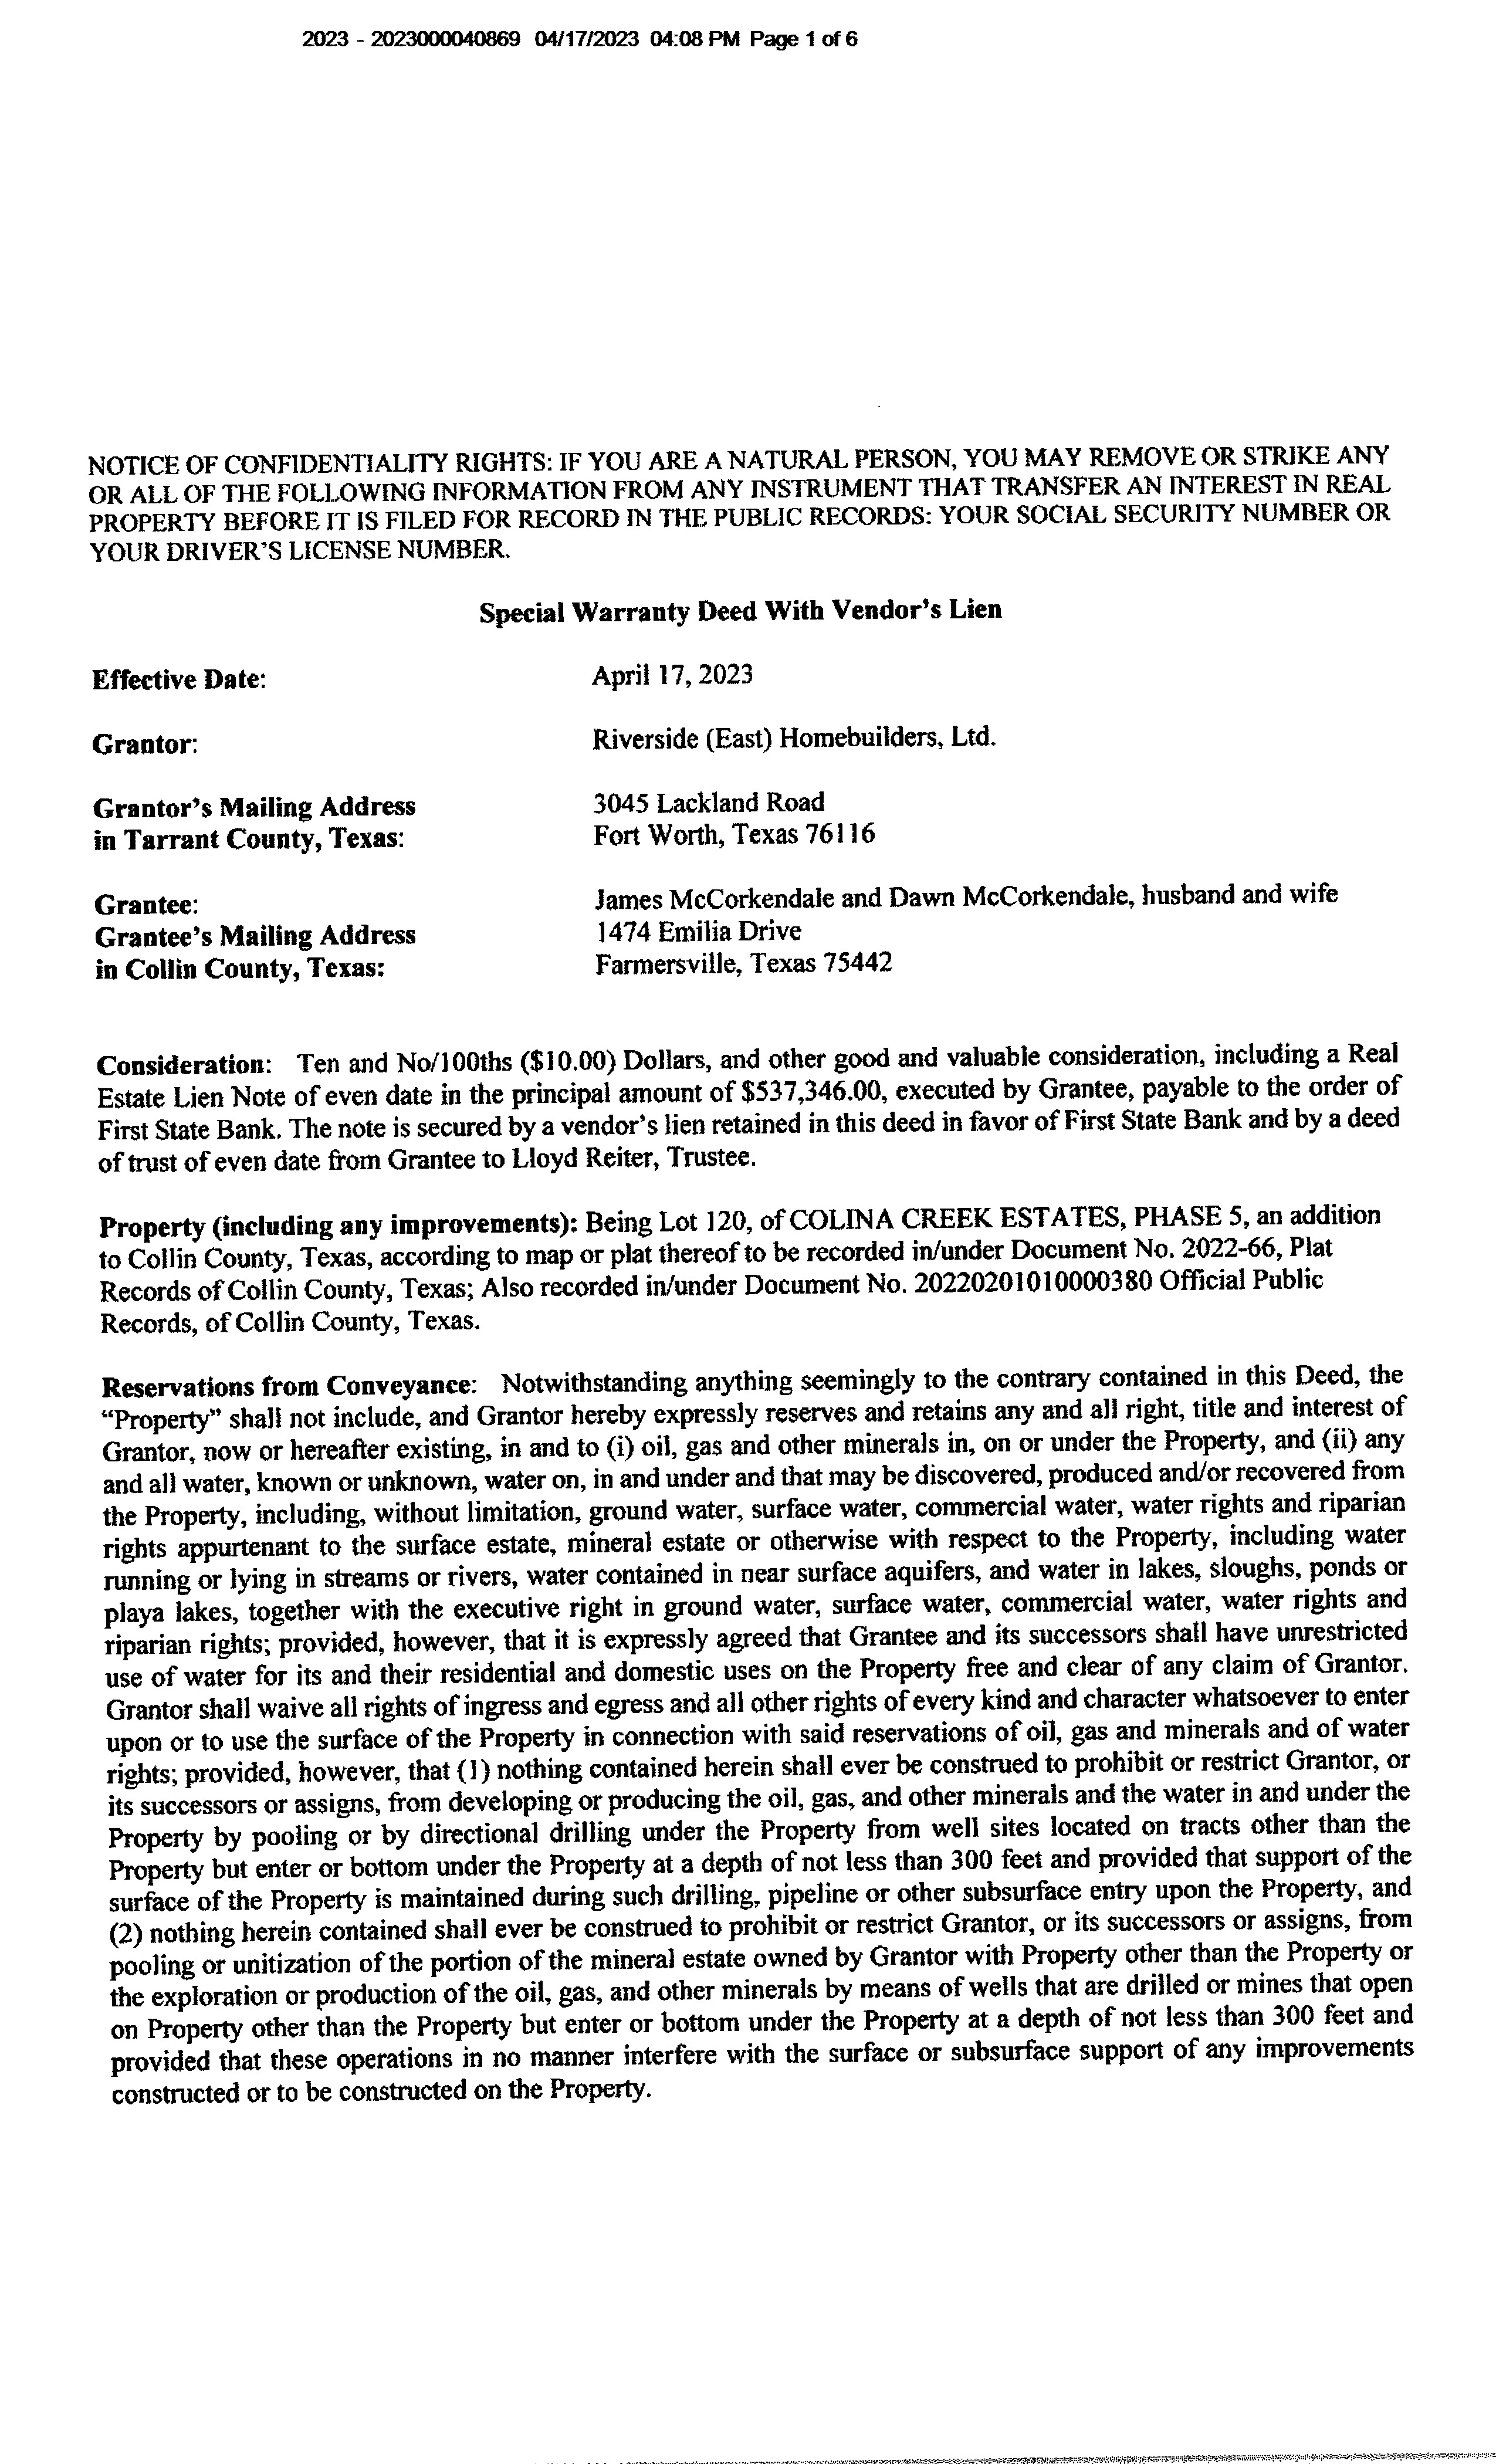 2023 - 2023000040869 04/17/2023 04:08 PM Page 1 of 6
NOTICE OF CONFIDENTIALITY RIGHTS: IF YOU ARE A NATURAL PERSON, YOU MAY REMOVE OR STRIKE ANY
OR ALL OF THE FOLLOWING INFORMATION FROM ANY INSTRUMENT THAT TRANSFER AN INTEREST IN REAL
PROPERTY BEFORE IT IS FILED FOR RECORD IN THE PUBLIC RECORDS: YOUR SOCIAL SECURITY NUMBER OR
YOUR DRIVER'S LICENSE NUMBER.
Special Warranty Deed With Vendor's Lien
Effective Date: April 17, 2023
Grantor: Riverside (East) Homebuilders, Ltd.
Grantor's Mailing Address 3045 Lackland Road
in Tarrant County, Texas: Fort Worth, Texas 76116
Grantee: James McCorkendale and Dawn McCorkendale, husband and wife
Grantee's Mailing Address 1474 Emilia Drive
in Collin County, Texas: Farmersville, Texas 75442
Consideration: Ten and No/100ths ($10.00) Dollars, and other good and valuable consideration, including a Real
Estate Lien Note of even date in the principal amount of $537,346.00, executed by Grantee, payable to the order of
First State Bank. The note is secured by a vendor's lien retained in this deed in favor of First State Bank and by a deed
of trust of even date from Grantee to Lloyd Reiter, Trustee.
Property (including any improvements): Being Lot 120, of COLINA CREEK ESTATES, PHASE 5, an addition
to Collin County, Texas, according to map or plat thereof to be recorded in/under Document No. 2022-66, Plat
Records of Collin County, Texas; Also recorded in/under Document No. 20220201010000380 Official Public
Records, of Collin County, Texas.
Reservations from Conveyance: Notwithstanding anything seemingly to the contrary contained in this Deed, the
"Property" shall not include, and Grantor hereby expressly reserves and retains any and all right, title and interest of
Grantor, now or hereafter existing, in and to (i) oil, gas and other minerals in, on or under the Property, and (ii) any
and all water, known or unknown, water on, in and under and that may be discovered, produced and/or recovered from
the Property, including, without limitation, ground water, surface water, commercial water, water rights and riparian
rights appurtenant to the surface estate, mineral estate or otherwise with respect to the Property, including water
running or lying in streams or rivers, water contained in near surface aquifers, and water in lakes, sloughs, ponds or
playa lakes, together with the executive right in ground water, surface water, commercial water, water rights and
riparian rights; provided, however, that it is expressly agreed that Grantee and its successors shall have unrestricted
use of water for its and their residential and domestic uses on the Property free and clear of any claim of Grantor.
Grantor shall waive all rights of ingress and egress and all other rights of every kind and character whatsoever to enter
upon or to use the surface of the Property in connection with said reservations of oil, gas and minerals and of water
rights; provided, however, that (1) nothing contained herein shall ever be construed to prohibit or restrict Grantor, or
its successors or assigns, from developing or producing the oil, gas, and other minerals and the water in and under the
Property by pooling or by directional drilling under the Property from well sites located on tracts other than the
Property but enter or bottom under the Property at a depth of not less than 300 feet and provided that support of the
surface of the Property is maintained during such drilling, pipeline or other subsurface entry upon the Property, and
(2) nothing herein contained shall ever be construed to prohibit or restrict Grantor, or its successors or assigns, from
pooling or unitization of the portion of the mineral estate owned by Grantor with Property other than the Property or
the exploration or production of the oil, gas, and other minerals by means of wells that are drilled or mines that open
on Property other than the Property but enter or bottom under the Property at a depth of not less than 300 feet and
provided that these operations in no manner interfere with the surface or subsurface support of any improvements
constructed or to be constructed on the Property.